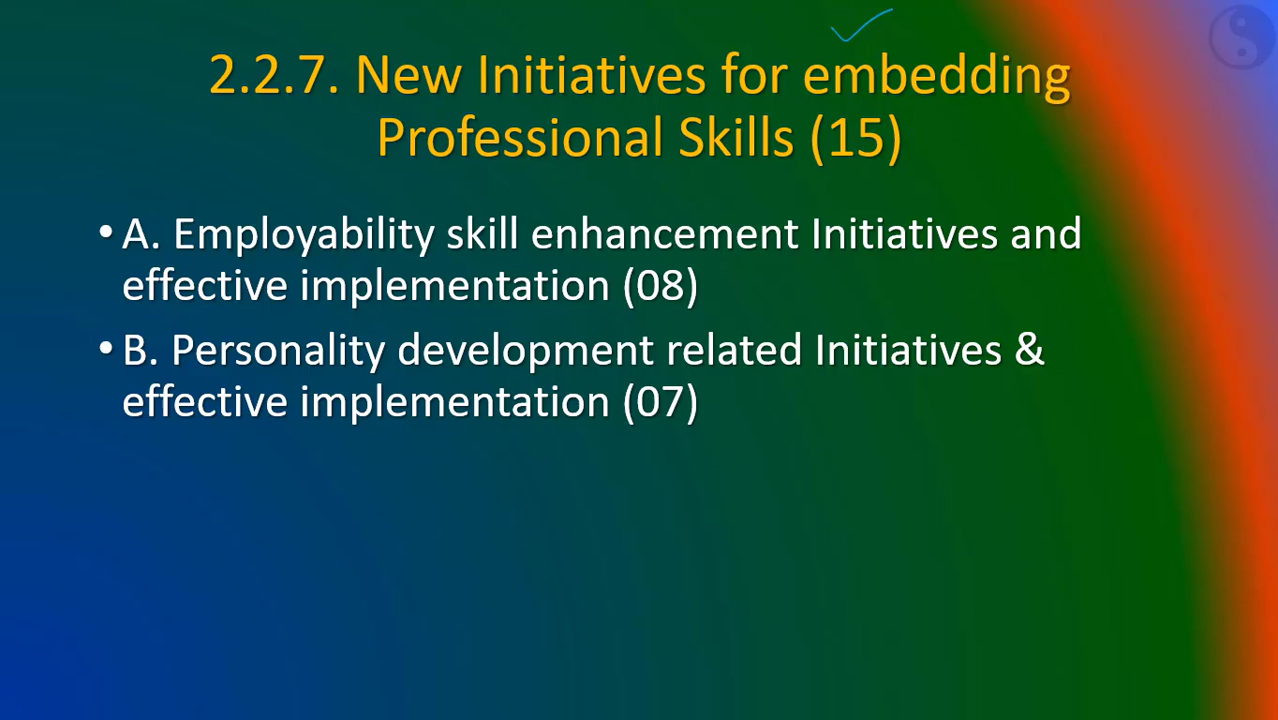 2.2.7. New Initiatives for embedding
Professional Skills (15)
• A. Employability skill enhancement Initiatives and
effective implementation (08)
• B. Personality development related Initiatives &
effective implementation (07)